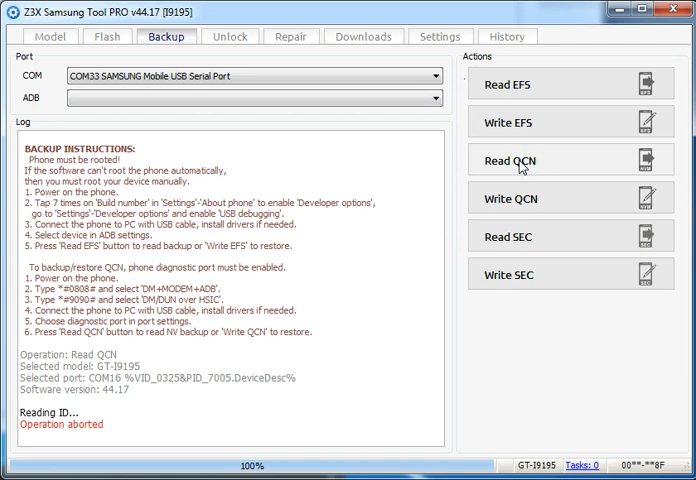 Z3X Samsung Tool PRO v44.17 [I9195]
Model
Flash
Backup
Unlock
Repair
Downloads
Settings
History
Port
COM
COM33 SAMSUNG Mobile USB Serial Port
ADB
Log
BACKUP INSTRUCTIONS:
Phone must be rooted!
If the software can't root the phone automatically,
then you must root your device manually.
1. Power on the phone.
2. Tap 7 times on 'Build number' in 'Settings'-'About phone' to enable 'Developer options',
go to 'Settings'-'Developer options' and enable 'USB debugging'.
3. Connect the phone to PC with USB cable, install drivers if needed.
4. Select device in ADB settings.
5. Press 'Read EFS' button to read backup or 'Write EFS' to restore.
To backup/restore QCN, phone diagnostic port must be enabled.
1. Power on the phone.
2. Type *#0808# and select 'DM+MODEM+ADB'.
3. Type *#9090# and select 'DM/DUN over HSIC'.
4. Connect the phone to PC with USB cable, install drivers if needed.
5. Choose diagnostic port in port settings.
6. Press 'Read QCN' button to read NV backup or 'Write QCN' to restore.
Operation: Read QCN
Selected model: GT-I9195
Selected port: COM16 %VID_0325&PID_7005.DeviceDesc%
Software version: 44.17
Reading ID...
Operation aborted
Actions
Read EFS
EFS
Write EFS
EFS
Read QCN
NVM
Write QCN
NVM
Read SEC
SEC
Write SEC
SEC
100%
GT-I9195
Tasks: 0
00**-**8F